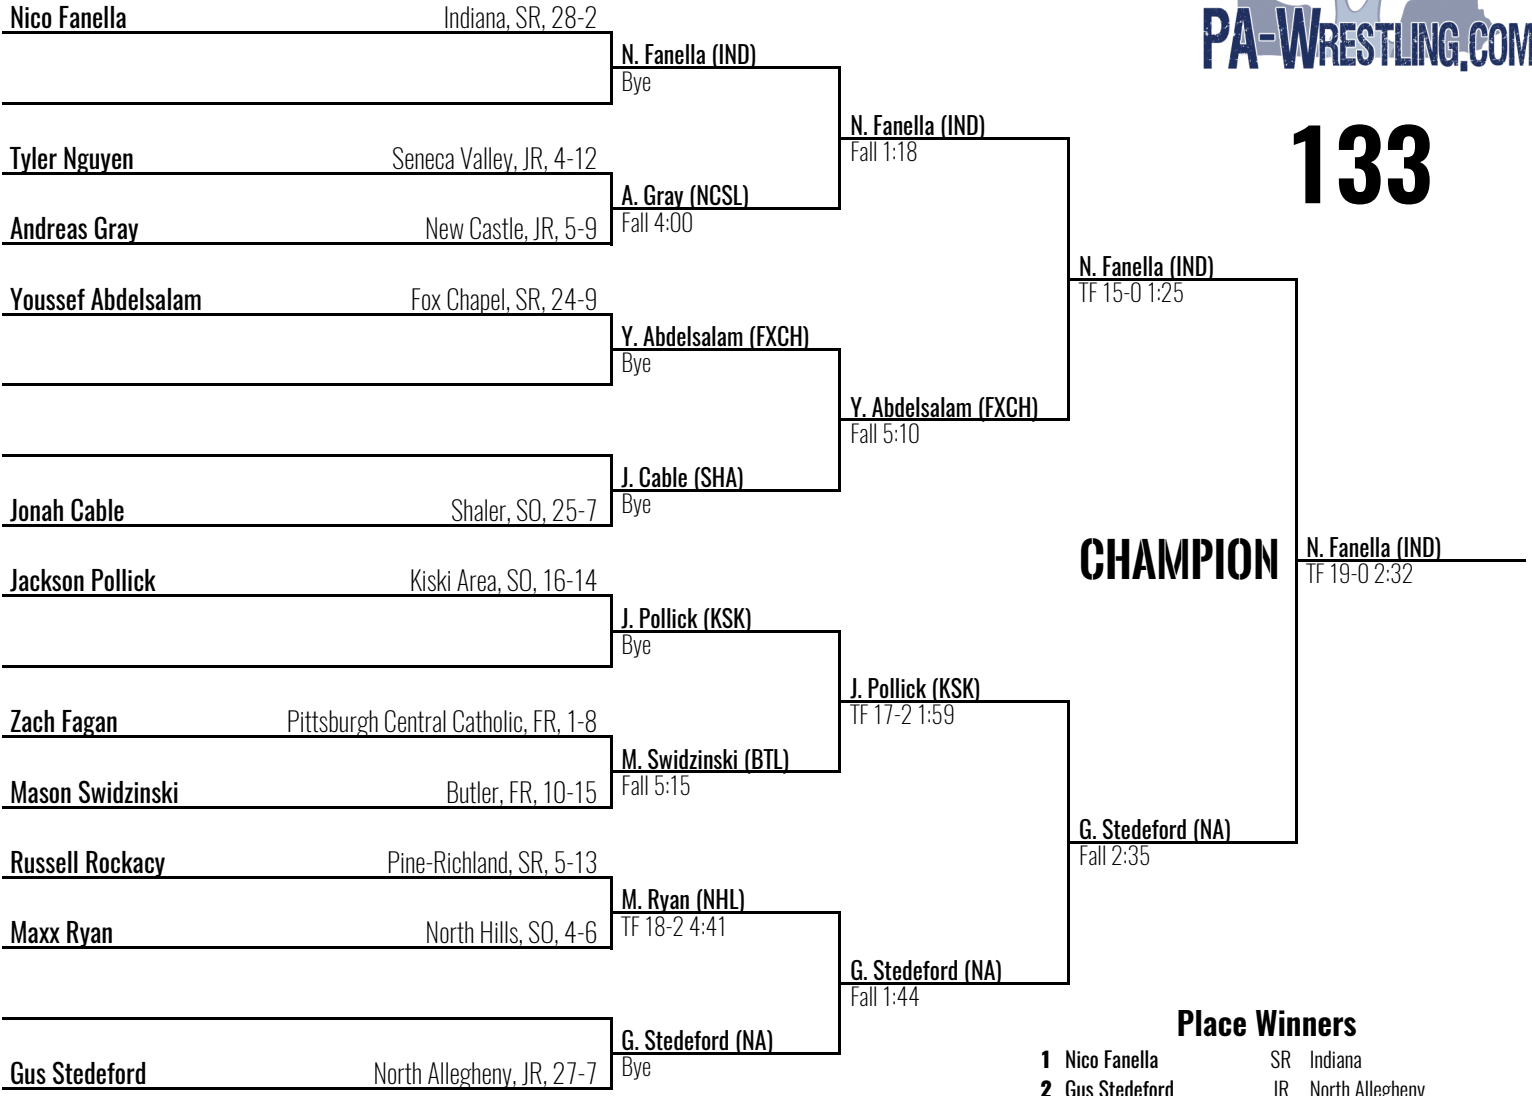 Nico Fanella Indiana, SR, 28-2
N. Fanella (IND)
Bye
Tyler Nguyen Seneca Valley, JR, 4-12
Andreas Gray New Castle, JR, 5-9
A. Gray (NCSL)
Fall 4:00
N. Fanella (IND)
Fall 1:18
Youssef Abdelsalam Fox Chapel, SR, 24-9
Y. Abdelsalam (FXCH)
Bye
Jonah Cable Shaler, SO, 25-7
J. Cable (SHA)
Bye
Y. Abdelsalam (FXCH)
Fall 5:10
N. Fanella (IND)
TF 15-0 1:25
Jackson Pollick Kiski Area, SO, 16-14
J. Pollick (KSK)
Bye
Zach Fagan Pittsburgh Central Catholic, FR, 1-8
Mason Swidzinski Butler, FR, 10-15
M. Swidzinski (BTL)
Fall 5:15
J. Pollick (KSK)
TF 17-2 1:59
Russell Rockacy Pine-Richland, SR, 5-13
Maxx Ryan North Hills, SO, 4-6
M. Ryan (NHL)
TF 18-2 4:41
Gus Stedeford North Allegheny, JR, 27-7
G. Stedeford (NA)
Bye
G. Stedeford (NA)
Fall 1:44
G. Stedeford (NA)
Fall 2:35
PA-WRESTLING.COM
133
CHAMPION
N. Fanella (IND)
TF 19-0 2:32
Place Winners
1 Nico Fanella SR Indiana
2 Gus Stedeford JR North Allegheny